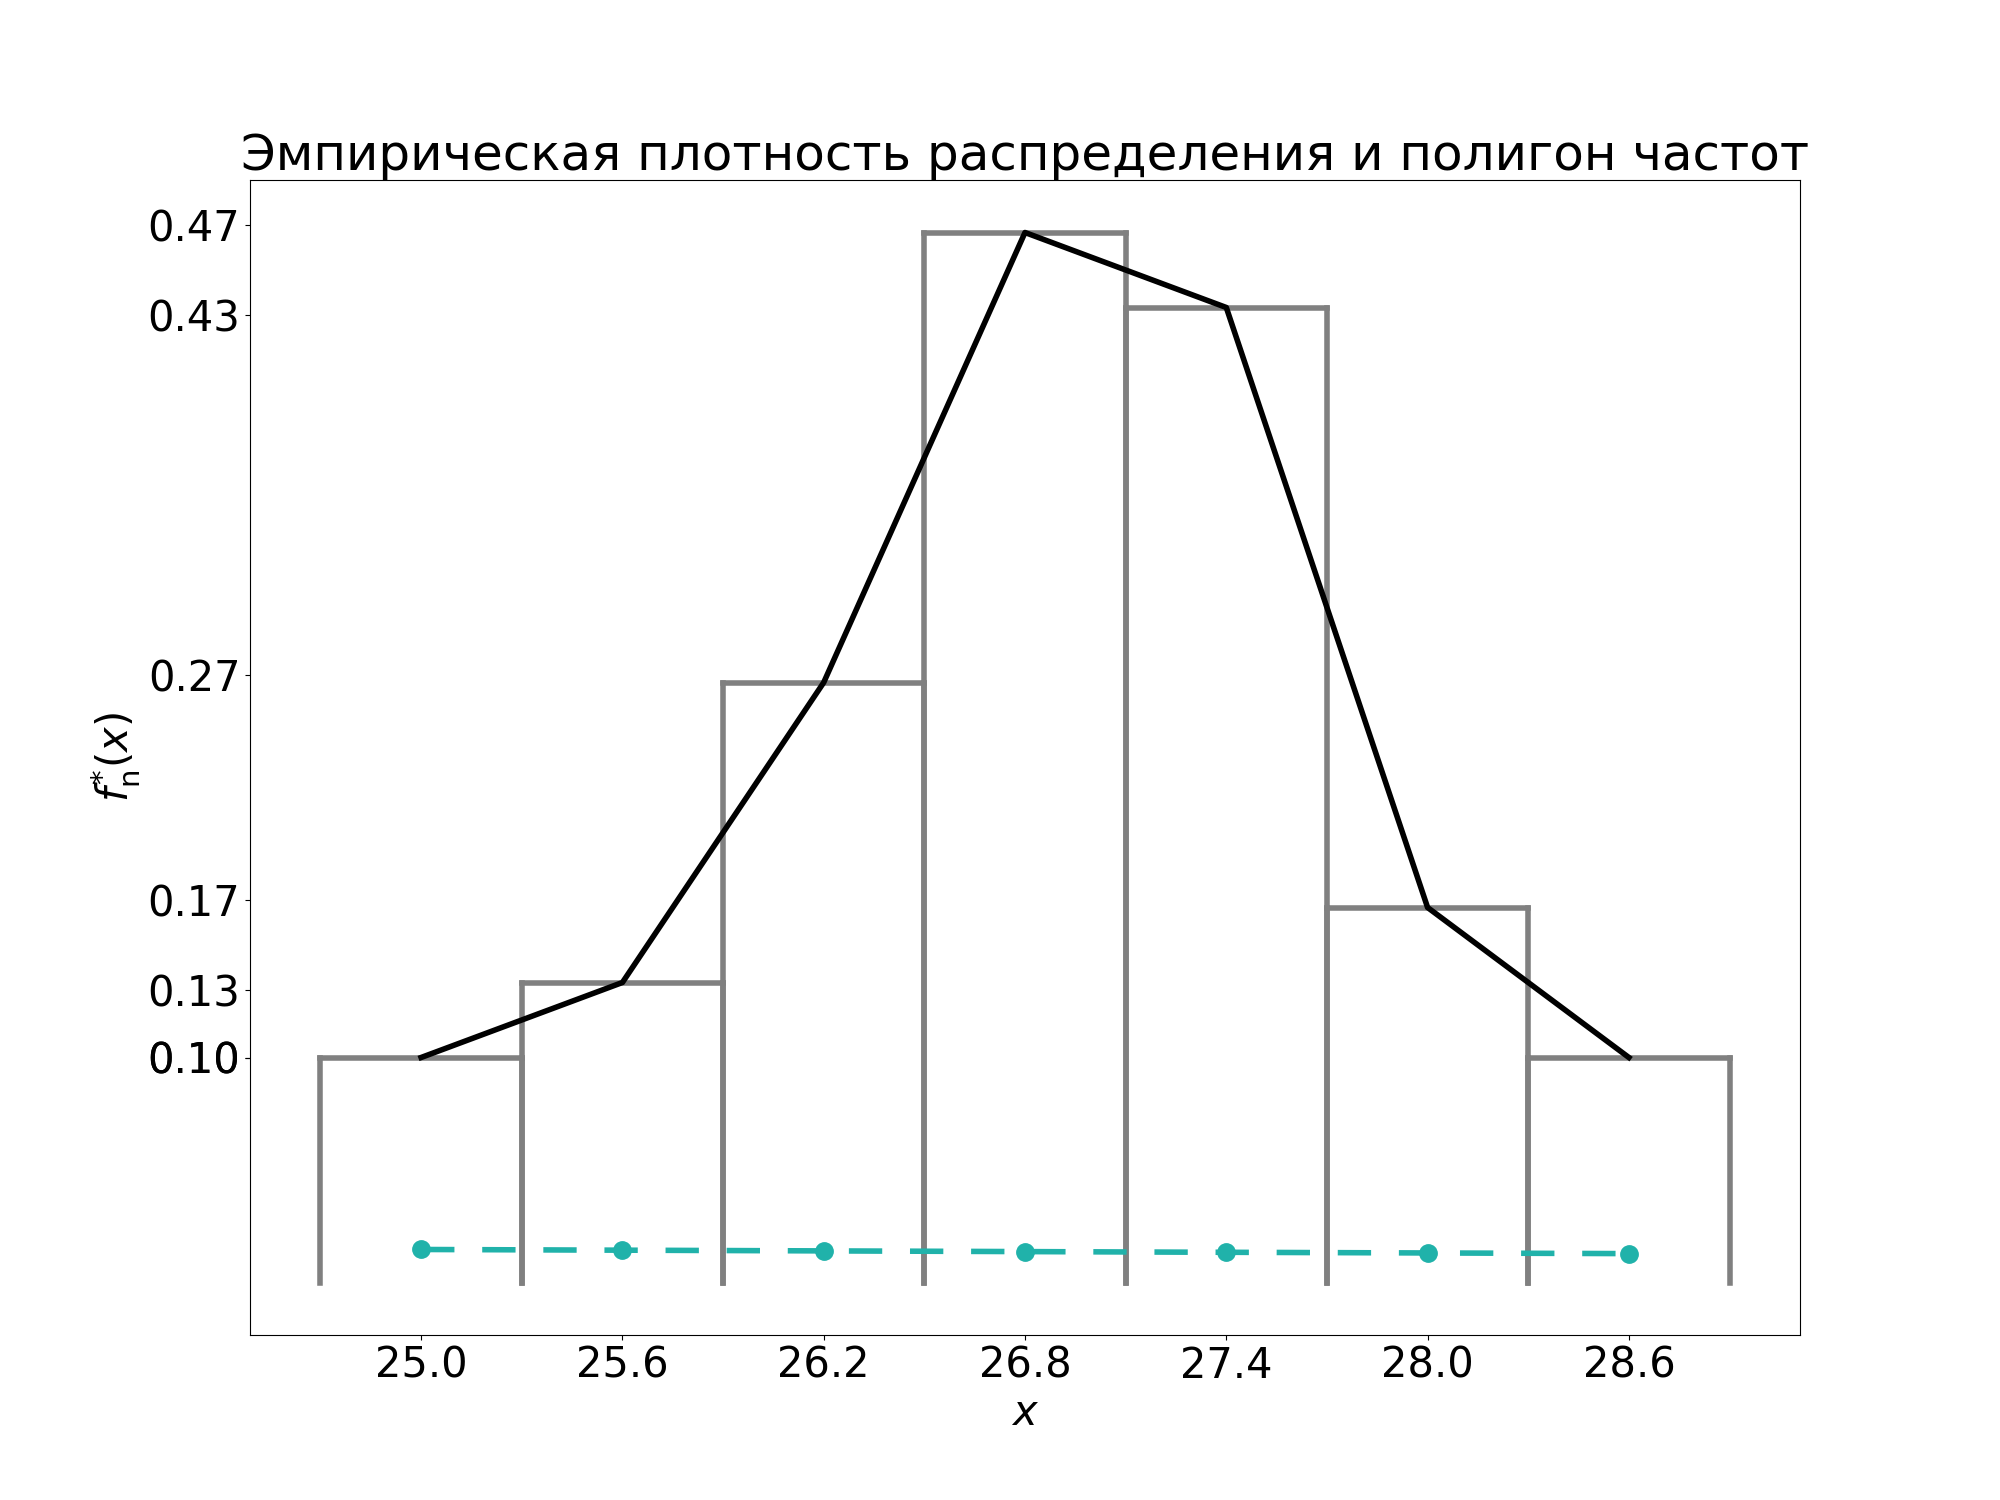 Эмпирическая плотность распределения и полигон частот
0.47
0.43
0.27
0.17
0.13
0.10
f*n(x)
25.0 25.6 26.2 26.8 27.4 28.0 28.6
x